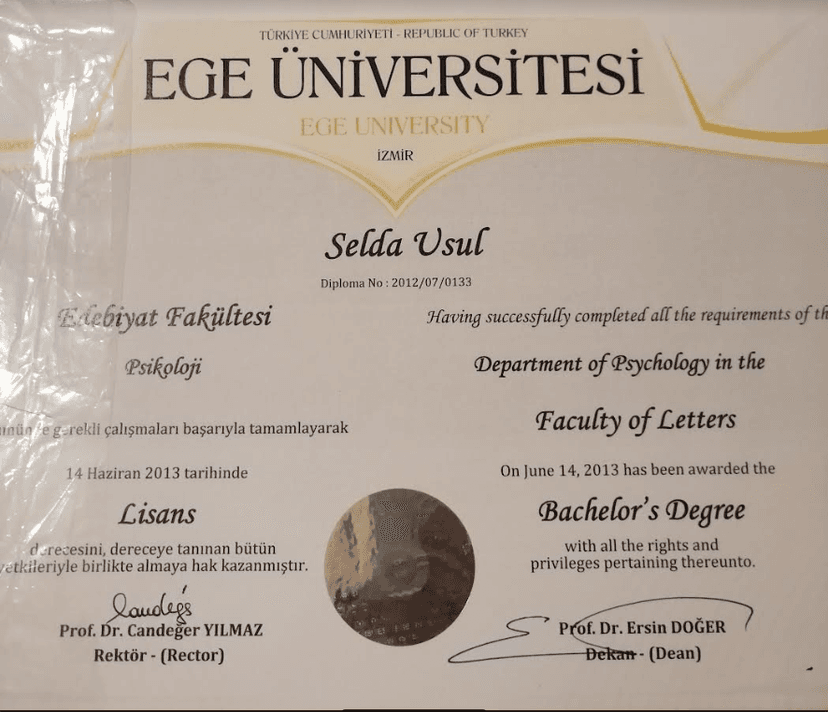 TÜRKİYE CUMHURİYETİ - REPUBLIC OF TURKEY
EGE ÜNİVERSİTESİ
EGE UNIVERSITY
İZMİR
Selda Usul
Diploma No : 2012/07/0133
Edebiyat Fakültesi
Psikoloji
gerekli çalışmaları başarıyla tamamlayarak
14 Haziran 2013 tarihinde
Lisans
derecesini, dereceye tanınan bütün
yetkileriyle birlikte almaya hak kazanmıştır.
Prof. Dr. Candeğer YILMAZ
Rektör - (Rector)
Having successfully completed all the requirements of th
Department of Psychology in the
Faculty of Letters
On June 14, 2013 has been awarded the
Bachelor's Degree
with all the rights and
privileges pertaining thereunto.
Prof. Dr. Ersin DOĞER
Dekan - (Dean)